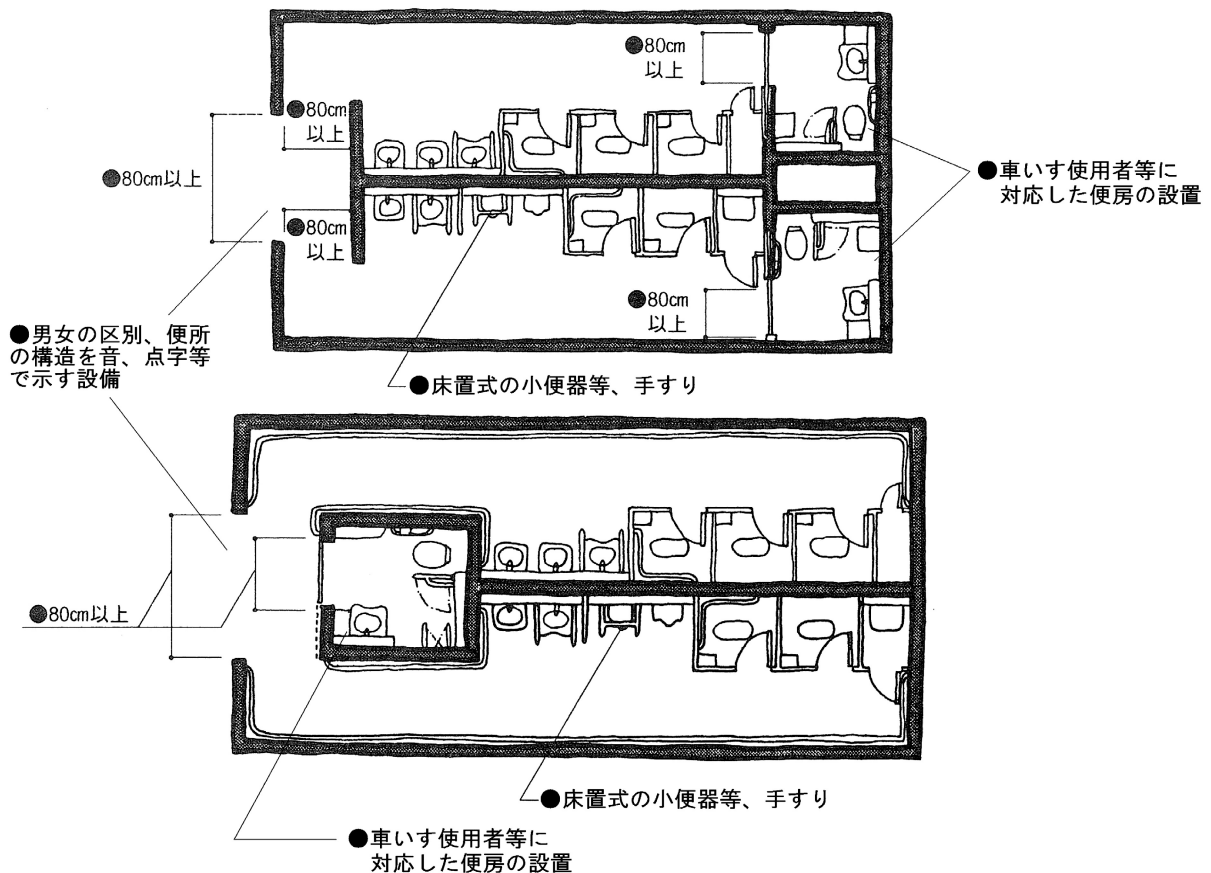 ●80cm
以上
●80cm
以上
●80cm以上
●80cm
以上
●車いす使用者等に
対応した便房の設置
●80cm
以上
●男女の区別、便所
の構造を音、点字等
で示す設備
●床置式の小便器等、手すり
●80cm以上
●床置式の小便器等、手すり
●車いす使用者等に
対応した便房の設置